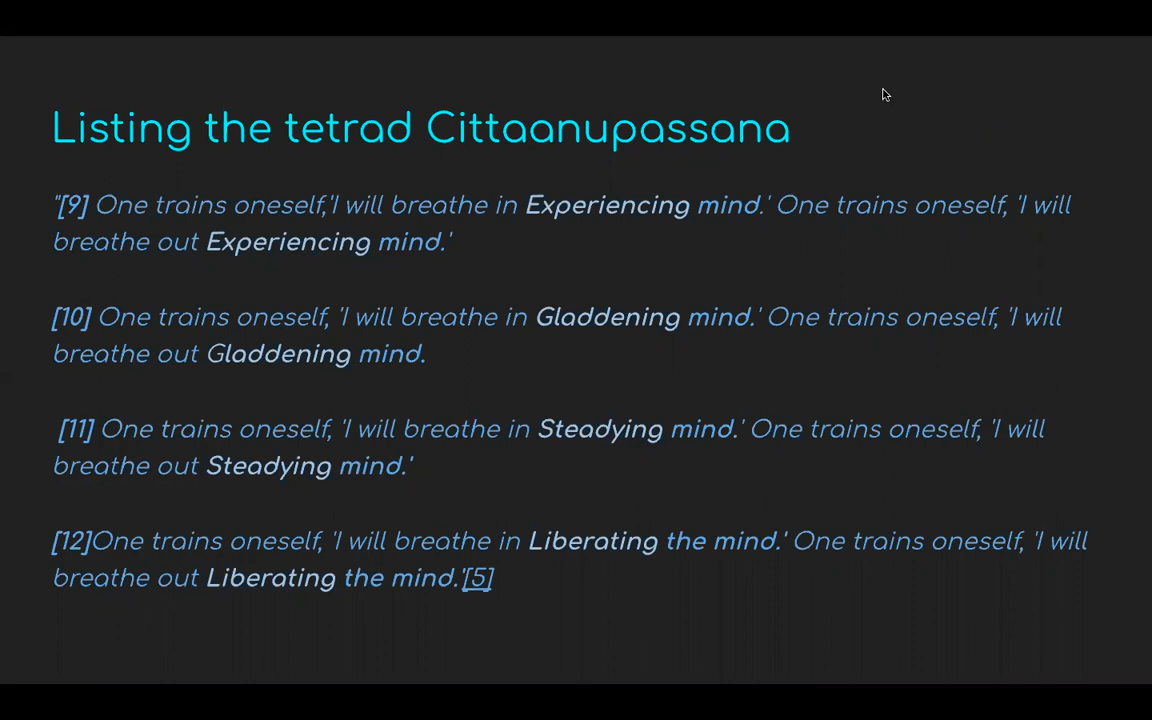 Listing the tetrad Cittaanupassana
"[9] One trains oneself,'I will breathe in Experiencing mind.' One trains oneself, 'I will
breathe out Experiencing mind.'
[10] One trains oneself, 'I will breathe in Gladdening mind.' One trains oneself, 'I will
breathe out Gladdening mind.
[11] One trains oneself, 'I will breathe in Steadying mind.' One trains oneself, 'I will
breathe out Steadying mind.'
[12]One trains oneself, 'I will breathe in Liberating the mind.' One trains oneself, 'I will
breathe out Liberating the mind.'[5]